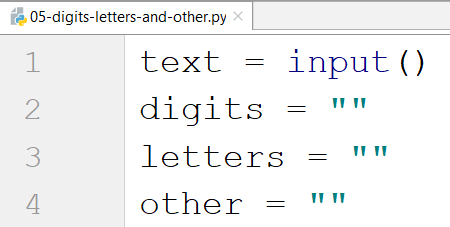 05-digits-letters-and-other.py
1 text = input()
2 digits = ""
3 letters = ""
4 other = ""